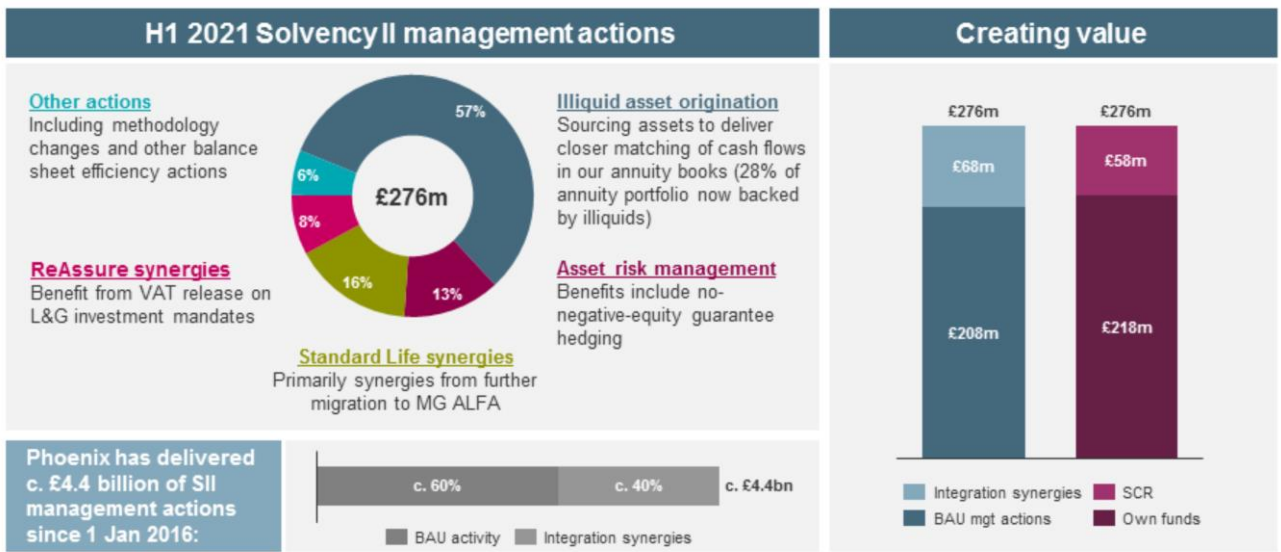 H1 2021 Solvency II management actions
Other actions
Including methodology
changes and other balance
sheet efficiency actions
ReAssure synergies
Benefit from VAT release on
L&G investment mandates
57%
6%
8%
16%
13%
£276m
Standard Life synergies
Primarily synergies from further
migration to MG ALFA
Illiquid asset origination
Sourcing assets to deliver
closer matching of cash flows
in our annuity books (28% of
annuity portfolio now backed
by illiquids)
Asset risk management
Benefits include no-
negative-equity guarantee
hedging
Phoenix has delivered
c. £4.4 billion of SII
management actions
since 1 Jan 2016:
c. 60%
c. 40%
c. £4.4bn
BAU activity
Integration synergies
Creating value
£276m
£276m
£68m
£58m
£208m
£218m
Integration synergies
SCR
BAU mgt actions
Own funds